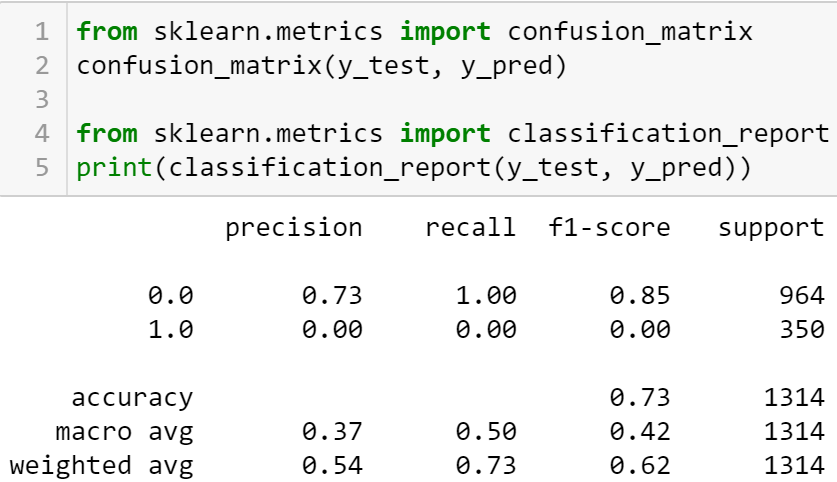 1 from sklearn.metrics import confusion_matrix
2 confusion_matrix(y_test, y_pred)
3
4 from sklearn.metrics import classification_report
5 print(classification_report(y_test, y_pred))
precision recall f1-score support
0.0 0.73 1.00 0.85 964
1.0 0.00 0.00 0.00 350
accuracy 0.73 1314
macro avg 0.37 0.50 0.42 1314
weighted avg 0.54 0.73 0.62 1314